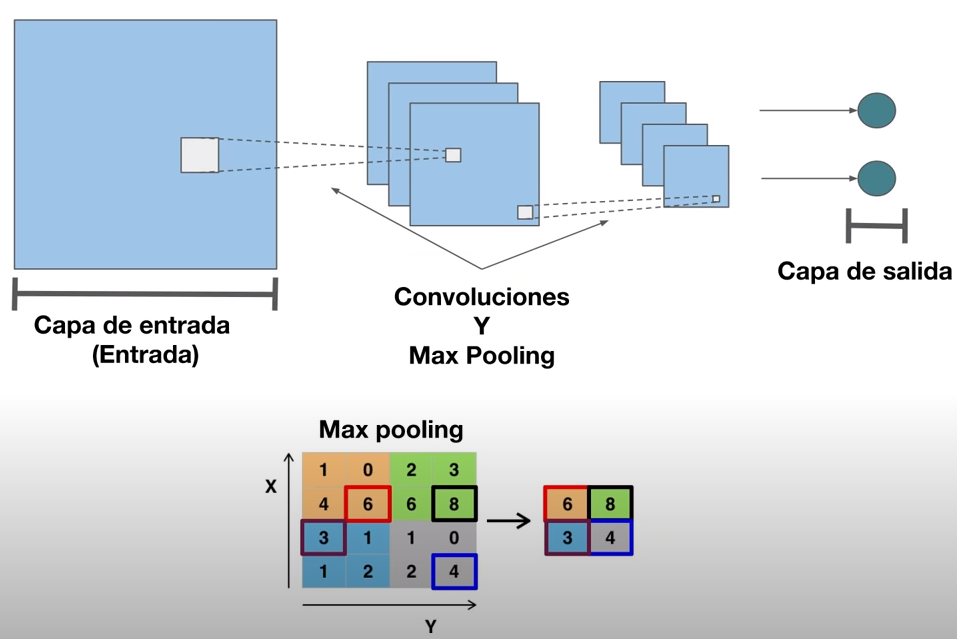 Capa de entrada
(Entrada)
Convoluciones
Y
Max Pooling
Capa de salida
Max pooling
X
1 0 2 3
4 6 6 8
3 1 1 0
1 2 2 4
6 8
3 4
Y